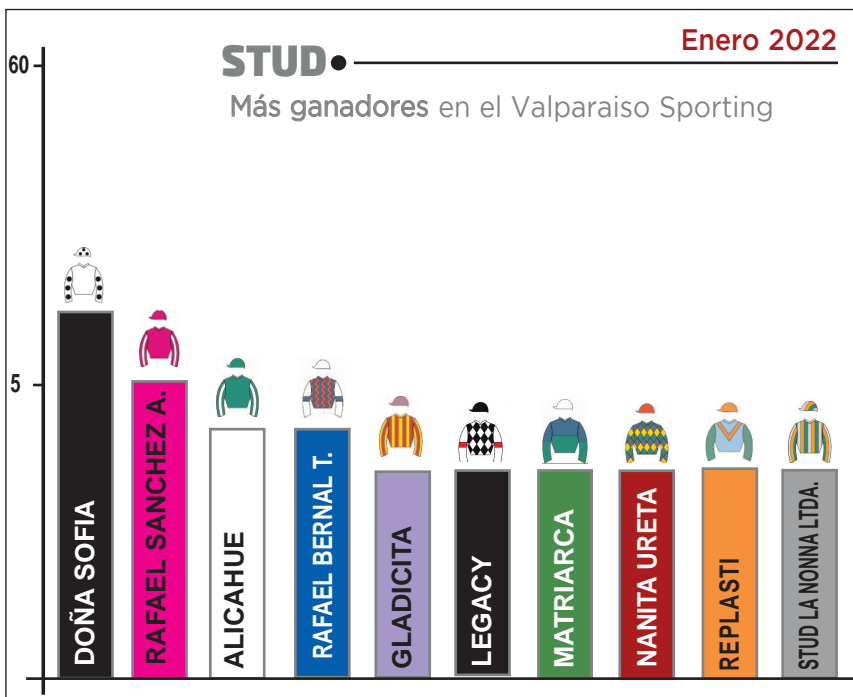 Enero 2022
STUD
Más ganadores en el Valparaiso Sporting
60
5
DOÑA SOFIA
RAFAEL SANCHEZ A.
ALICAHUE
RAFAEL BERNAL T.
GLADICITA
LEGACY
MATRIARCA
NANITA URETA
REPLASTI
STUD LA NONNA LTDA.